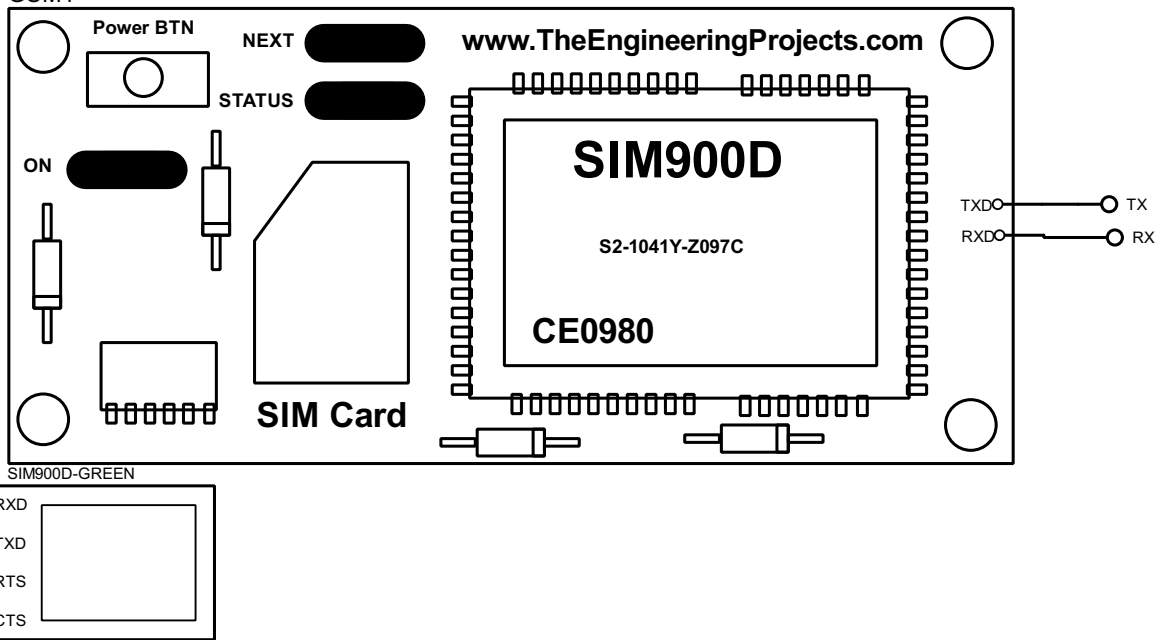 Power BTN
NEXT
www.TheEngineeringProjects.com
STATUS
SIM900D
ON
TXD
TX
RXD
RX
S2-1041Y-Z097C
CE0980
SIM Card
SIM900D-GREEN
RXD
TXD
RTS
CTS